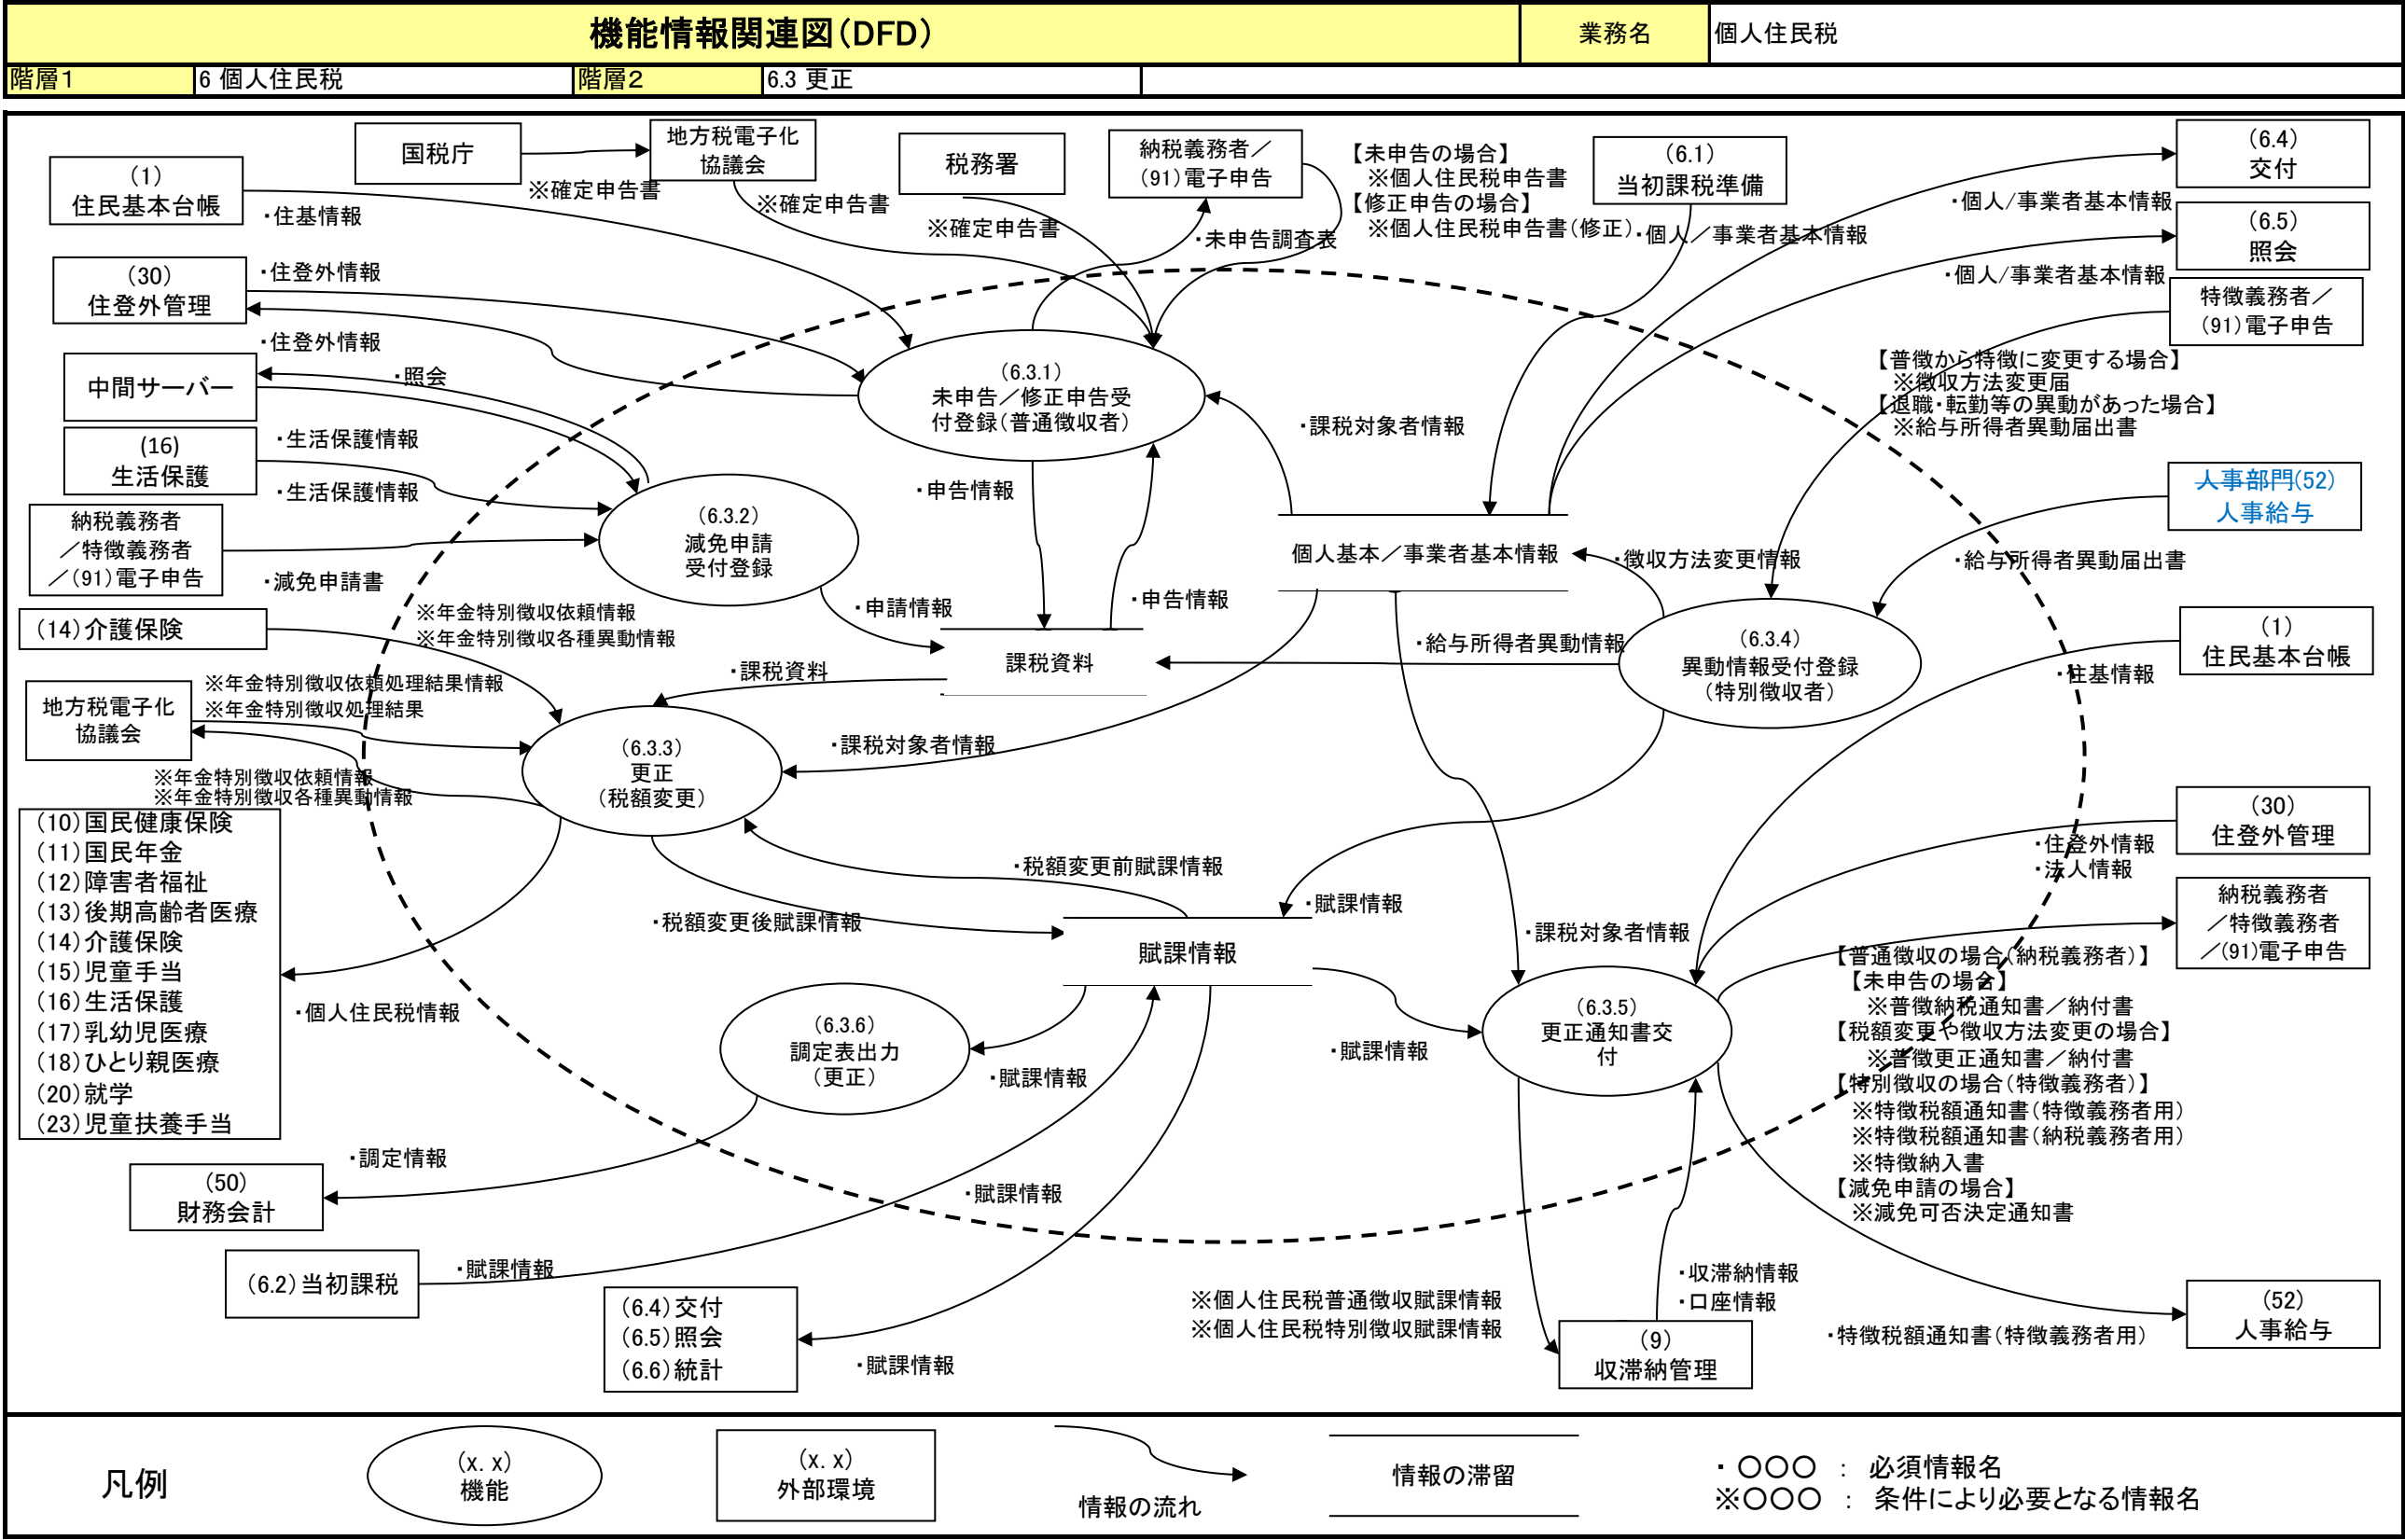 機能情報関連図(DFD)
業務名
個人住民税
階層1
6 個人住民税
階層2
6.3 更正
(1)
住民基本台帳
国税庁
地方税電子化
協議会
税務署
納税義務者/
(91)電子申告
【未申告の場合】
※個人住民税申告書
【修正申告の場合】
※個人住民税申告書(修正)
(6.1)
当初課税準備
(6.4)
交付
・住基情報
※確定申告書
※確定申告書
※確定申告書
・未申告調査表
・個人/事業者基本情報
・個人/事業者基本情報
(6.5)
照会
・個人/事業者基本情報
(30)
住登外管理
・住登外情報
・住登外情報
特徴義務者/
(91)電子申告
【普徴から特徴に変更する場合】
※徴収方法変更届
【退職・転勤等の異動があった場合】
※給与所得者異動届出書
中間サーバー
・照会
(6.3.1)
未申告/修正申告受
付登録(普通徴収者)
・課税対象者情報
(16)
生活保護
・生活保護情報
・生活保護情報
・申告情報
人事部門(52)
人事給与
納税義務者
/特徴義務者
/(91)電子申告
・減免申請書
(6.3.2)
減免申請
受付登録
個人基本/事業者基本情報
・徴収方法変更情報
・給与所得者異動届出書
・申請情報
・申告情報
(14)介護保険
※年金特別徴収依頼情報
※年金特別徴収各種異動情報
課税資料
・給与所得者異動情報
(6.3.4)
異動情報受付登録
(特別徴収者)
(1)
住民基本台帳
・住基情報
地方税電子化
協議会
※年金特別徴収依頼処理結果情報
※年金特別徴収処理結果
・課税資料
(6.3.3)
更正
(税額変更)
・課税対象者情報
※年金特別徴収依頼情報
※年金特別徴収各種異動情報
(10)国民健康保険
(11)国民年金
(12)障害者福祉
(13)後期高齢者医療
(14)介護保険
(15)児童手当
(16)生活保護
(17)乳幼児医療
(18)ひとり親医療
(20)就学
(23)児童扶養手当
・個人住民税情報
・税額変更前賦課情報
・税額変更後賦課情報
・賦課情報
賦課情報
・課税対象者情報
(30)
住登外管理
・住登外情報
・法人情報
納税義務者
/特徴義務者
/(91)電子申告
【普通徴収の場合(納税義務者)】
【未申告の場合】
※普徴納税通知書/納付書
【税額変更や徴収方法変更の場合】
※普徴更正通知書/納付書
【特別徴収の場合(特徴義務者)】
※特徴税額通知書(特徴義務者用)
※特徴税額通知書(納税義務者用)
※特徴納入書
【減免申請の場合】
※減免可否決定通知書
(6.3.6)
調定表出力
(更正)
・賦課情報
・賦課情報
(6.3.5)
更正通知書交
付
・調定情報
(50)
財務会計
・賦課情報
(6.2)当初課税
・賦課情報
(6.4)交付
(6.5)照会
(6.6)統計
・賦課情報
※個人住民税普通徴収賦課情報
※個人住民税特別徴収賦課情報
・収滞納情報
・口座情報
(9)
収滞納管理
・特徴税額通知書(特徴義務者用)
(52)
人事給与
凡例
(x. x)
機能
(x. x)
外部環境
情報の流れ
情報の滞留
・ 〇〇〇 : 必須情報名
※〇〇〇 : 条件により必要となる情報名